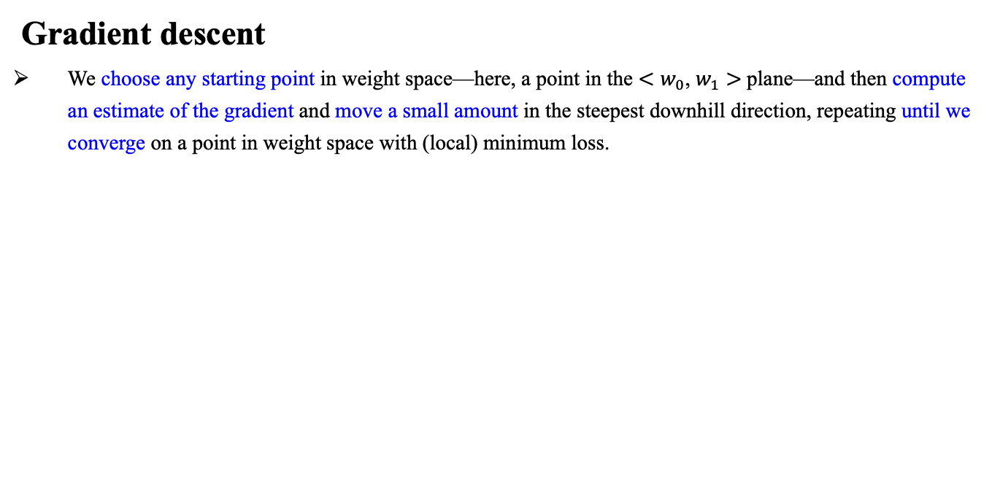 Gradient descent
➢ We choose any starting point in weight space—here, a point in the < w₀, w₁ > plane—and then compute
an estimate of the gradient and move a small amount in the steepest downhill direction, repeating until we
converge on a point in weight space with (local) minimum loss.